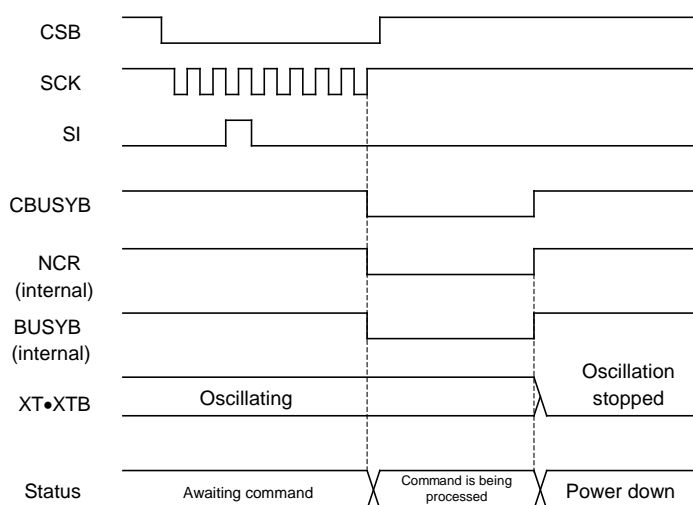 CSB
SCK
SI
CBUSYB
NCR
(internal)
BUSYB
(internal)
XT•XTB
Oscillating
Oscillation
stopped
Status
Awaiting command
Command is being
processed
Power down